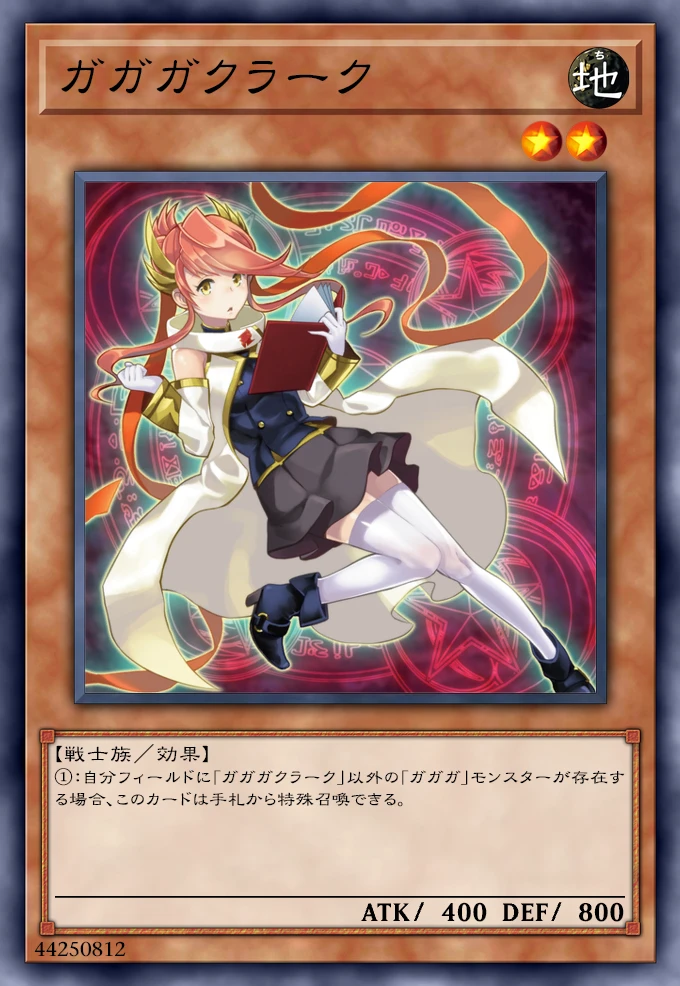 ガガガクラーク
ち
地
【戦士族／効果】
①：自分フィールドに「ガガガクラーク」以外の「ガガガ」モンスターが存在す
る場合、このカードは手札から特殊召喚できる。
ATK/ 400 DEF/ 800
44250812